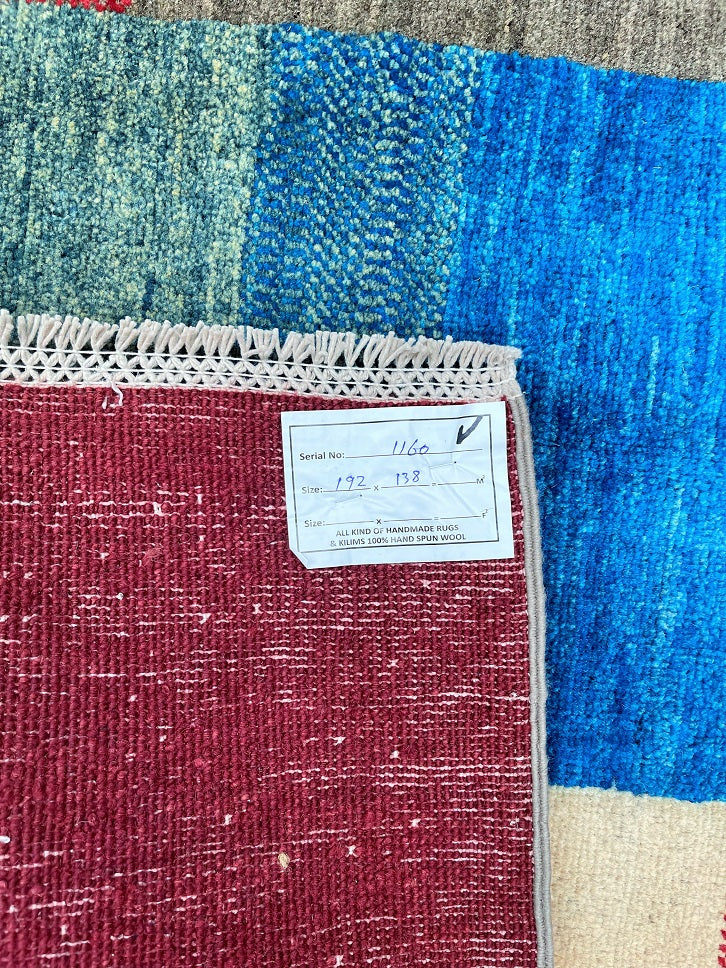 Serial No: 1160
Size: 192 x 138 = M²
Size: x = F²
ALL KIND OF HANDMADE RUGS
& KILIMS 100% HAND SPUN WOOL